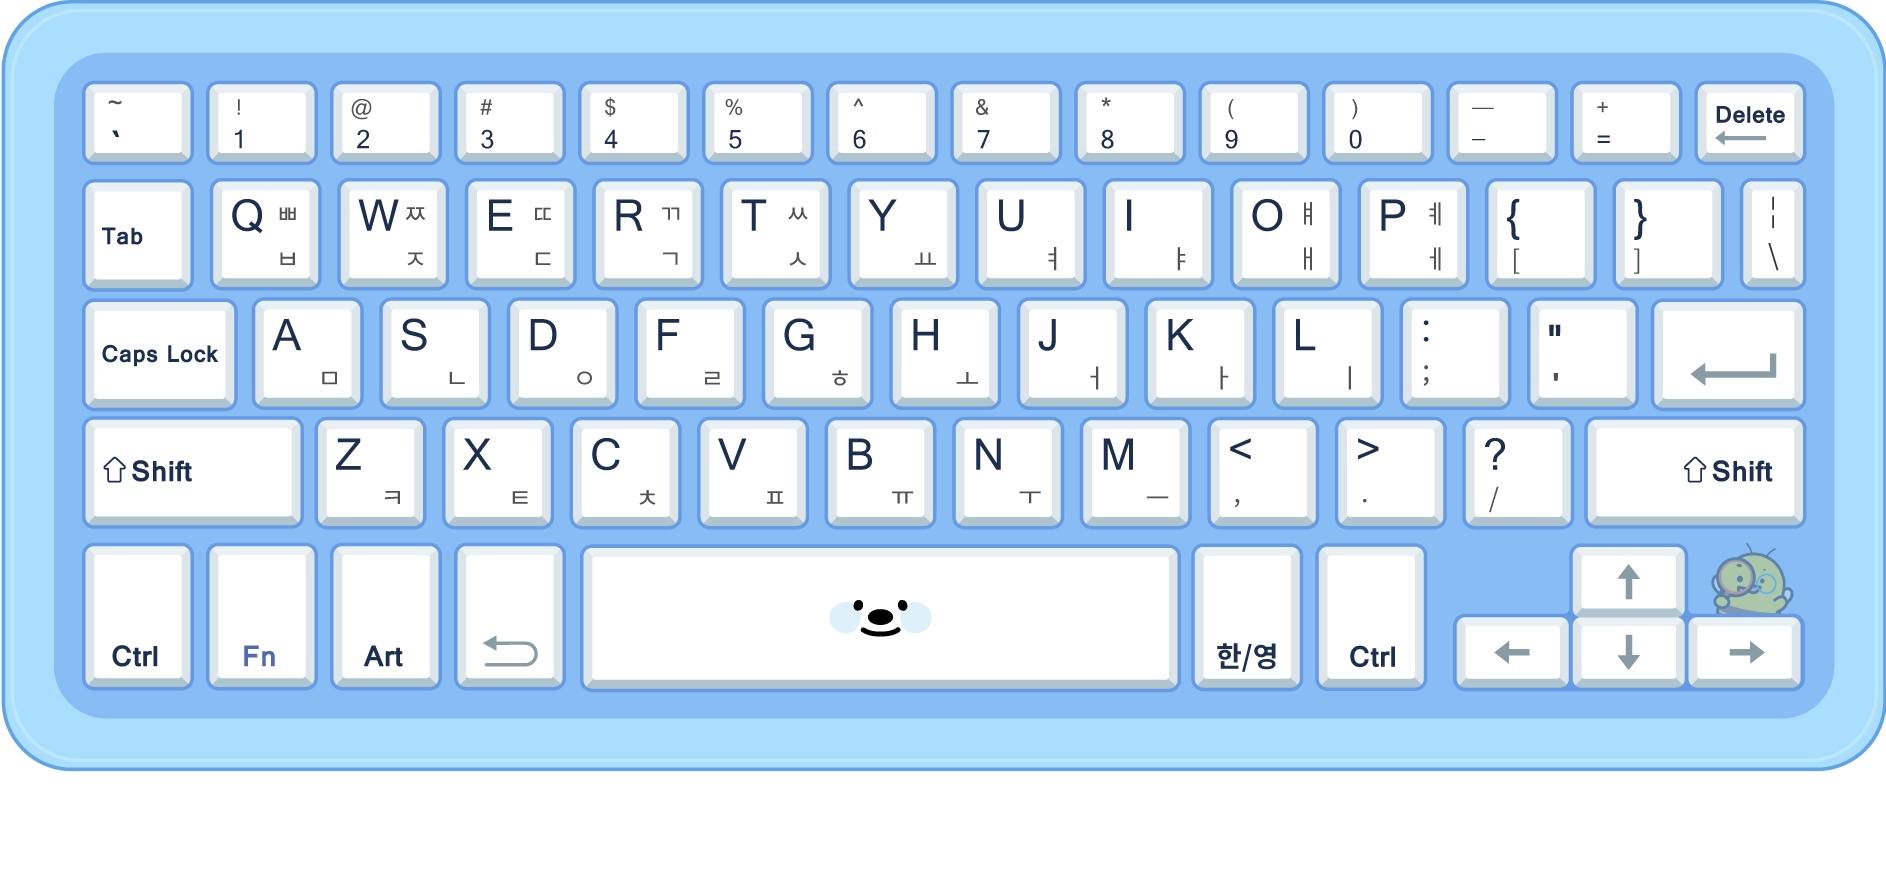 ~ ! @ # $ % ^ & * ( ) — + Delete
` 1 2 3 4 5 6 7 8 9 0 – =
Tab Q ㅃ W ㅉ E ㄸ R ㄲ T ㅆ Y U I O ㅒ P ㅖ { } ¦
ㅂ ㅈ ㄷ ㄱ ㅅ ㅛ ㅕ ㅑ ㅐ ㅔ [ ] \
Caps Lock A S D F G H J K L : "
ㅁ ㄴ ㅇ ㄹ ㅎ ㅗ ㅓ ㅏ ㅣ ; '
Shift Z X C V B N M < > ? Shift
ㅋ ㅌ ㅊ ㅍ ㅠ ㅜ ㅡ , . /
Ctrl Fn Art 한/영 Ctrl